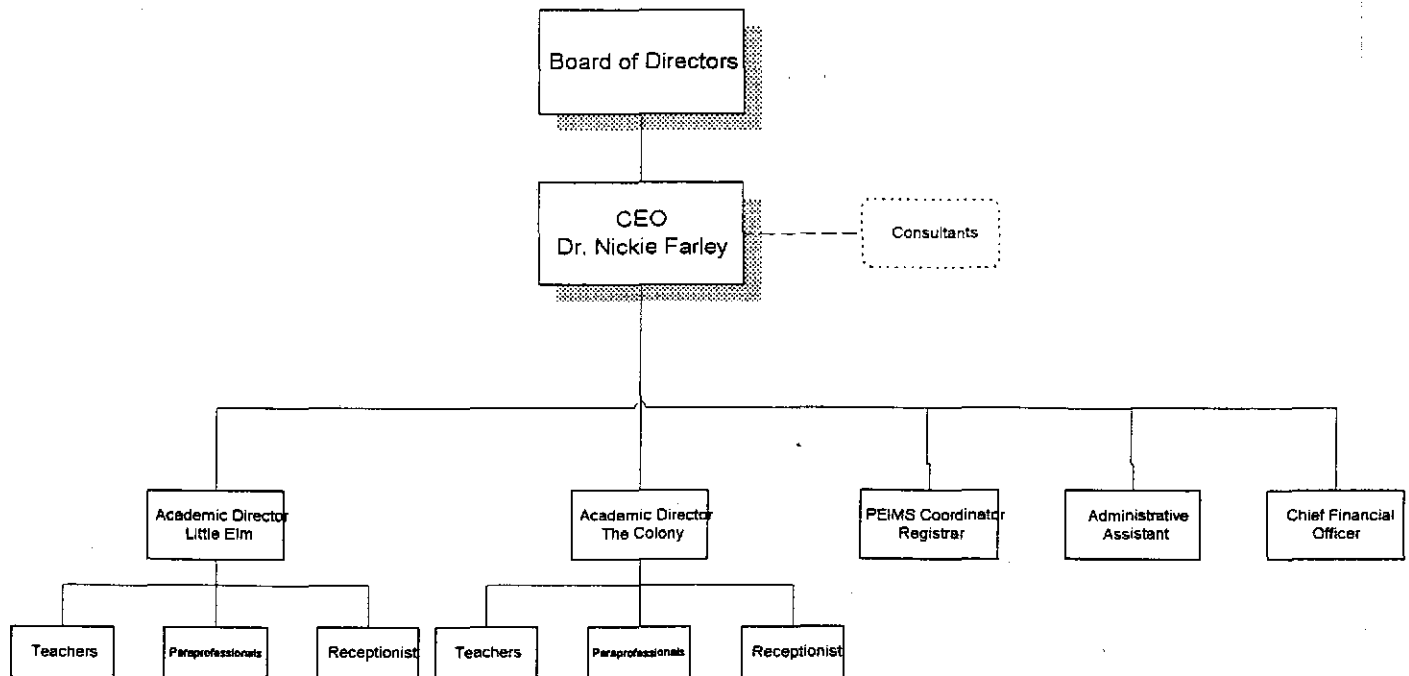 Board of Directors
CEO
Dr. Nickie Farley
Consultants
Academic Director
Little Elm
Academic Director
The Colony
PEIMS Coordinator
Registrar
Administrative
Assistant
Chief Financial
Officer
Teachers
Paraprofessionals
Receptionist
Teachers
Paraprofessionals
Receptionist